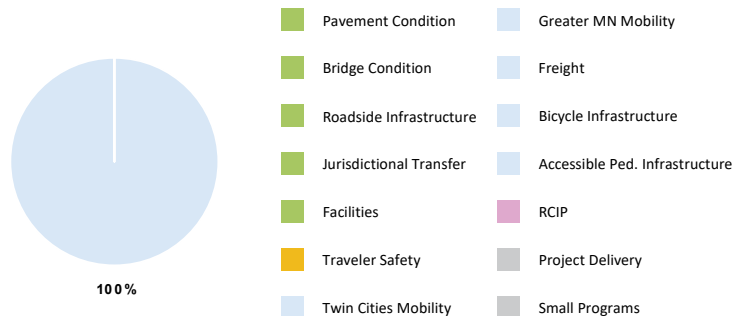 100%
Pavement Condition
Bridge Condition
Roadside Infrastructure
Jurisdictional Transfer
Facilities
Traveler Safety
Twin Cities Mobility
Greater MN Mobility
Freight
Bicycle Infrastructure
Accessible Ped. Infrastructure
RCIP
Project Delivery
Small Programs